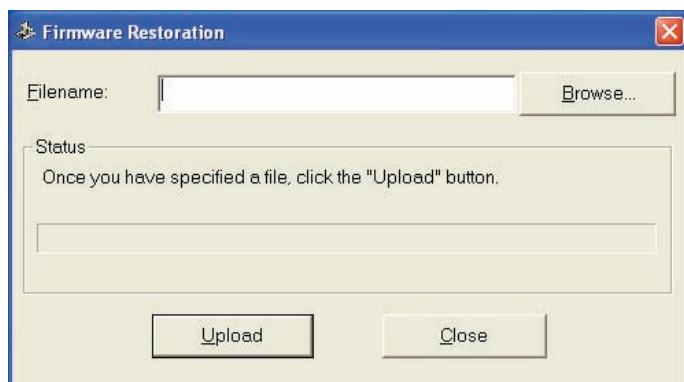 Firmware Restoration
Filename:
Browse...
Status
Once you have specified a file, click the "Upload" button.
Upload
Close